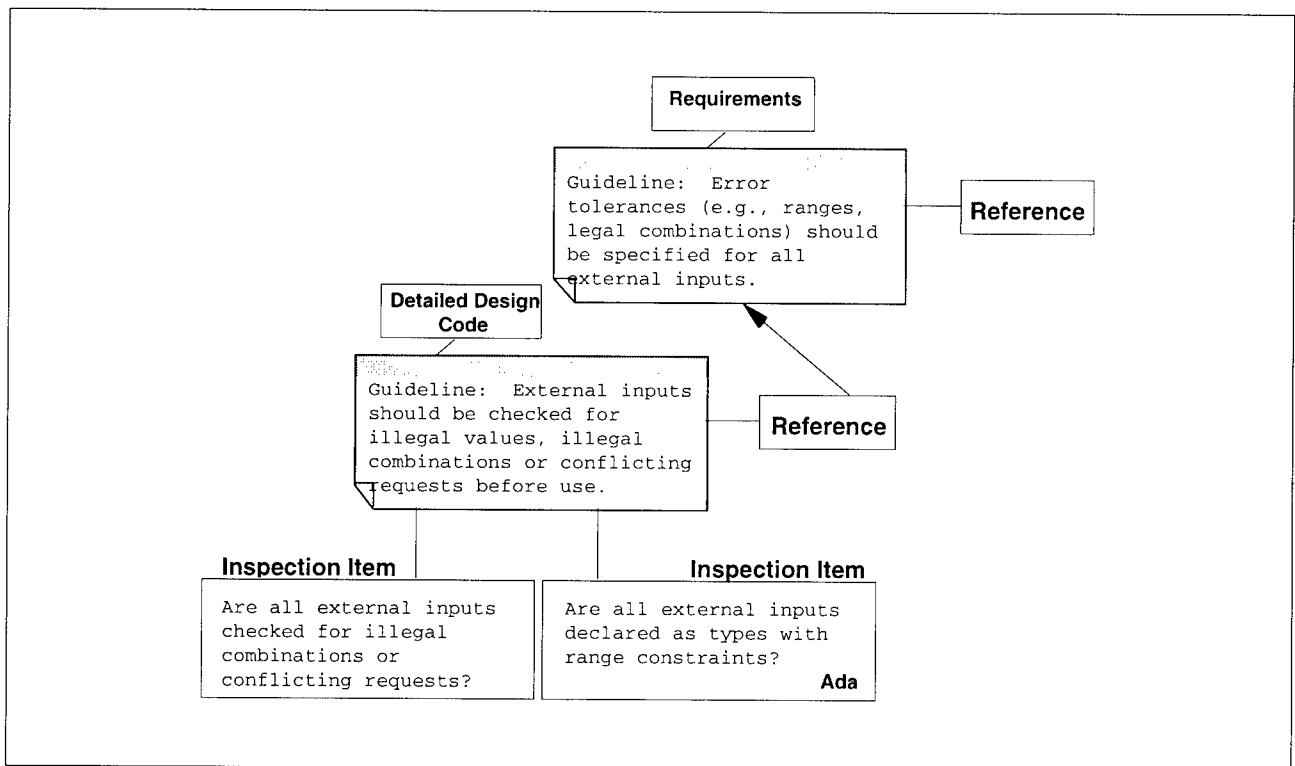 Requirements
Guideline:  Error
tolerances (e.g., ranges,
legal combinations) should
be specified for all
external inputs.
Reference
Detailed Design
Code
Guideline:  External inputs
should be checked for
illegal values, illegal
combinations or conflicting
requests before use.
Reference
Inspection Item
Are all external inputs
checked for illegal
combinations or
conflicting requests?
Inspection Item
Are all external inputs
declared as types with
range constraints?
Ada